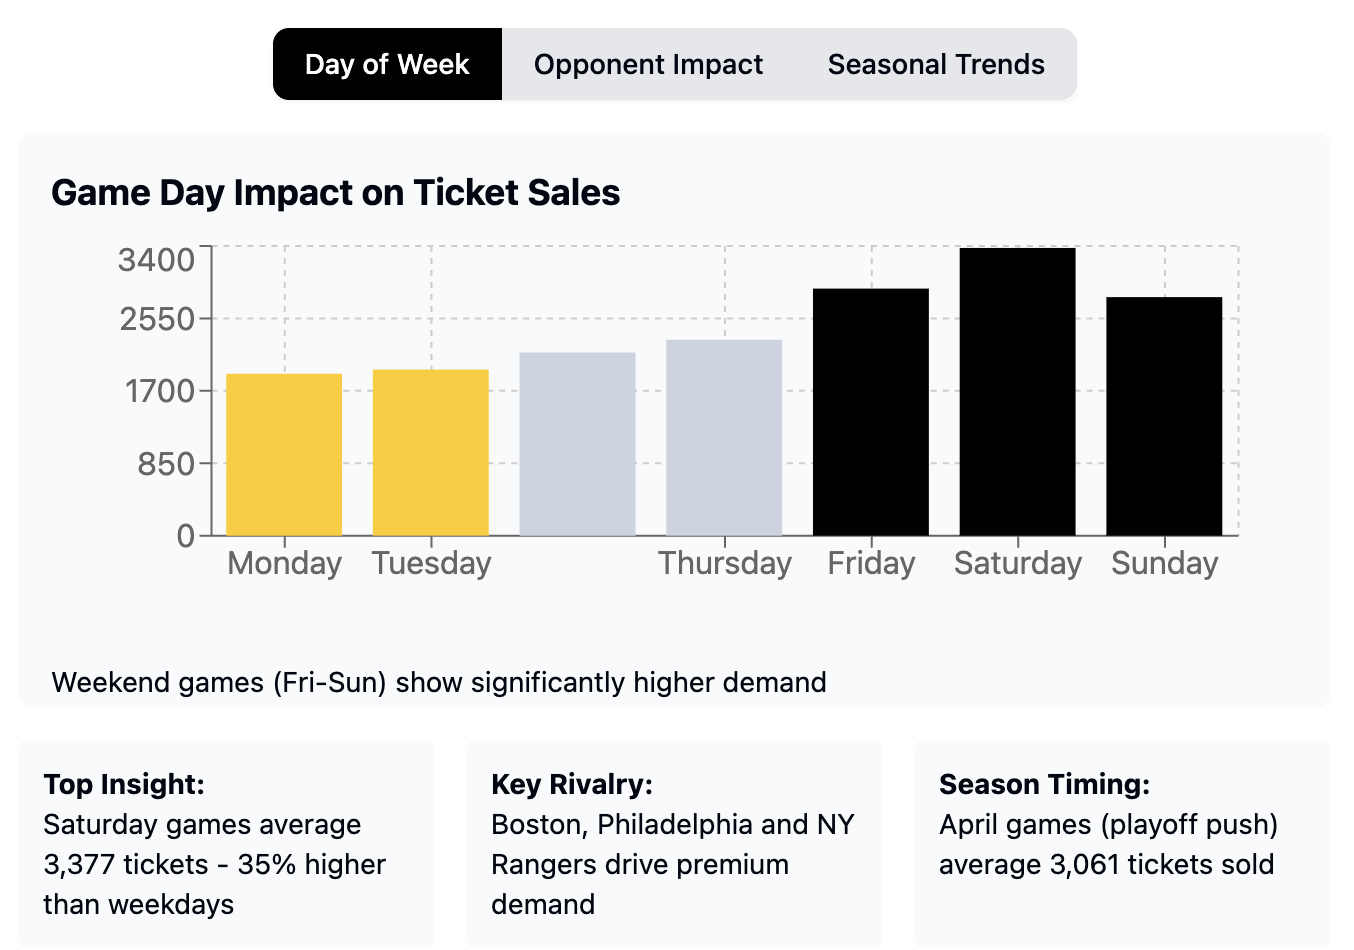 Day of Week Opponent Impact Seasonal Trends
Game Day Impact on Ticket Sales
3400
2550
1700
850
0
Monday Tuesday Thursday Friday Saturday Sunday
Weekend games (Fri-Sun) show significantly higher demand
Top Insight:
Saturday games average
3,377 tickets - 35% higher
than weekdays
Key Rivalry:
Boston, Philadelphia and NY
Rangers drive premium
demand
Season Timing:
April games (playoff push)
average 3,061 tickets sold